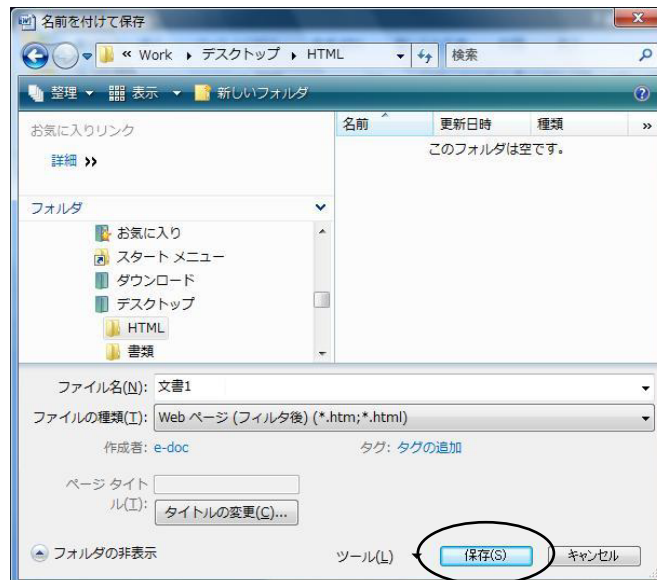 名前を付けて保存
« Work ▸ デスクトップ ▸ HTML 検索
整理 ▼ 表示 ▼ 新しいフォルダ
お気に入りリンク
詳細 »
名前 更新日時 種類 »
このフォルダは空です。
フォルダ
お気に入り
スタート メニュー
ダウンロード
デスクトップ
HTML
書類
ファイル名(N): 文書1
ファイルの種類(T): Web ページ (フィルタ後) (*.htm;*.html)
作成者: e-doc タグ: タグの追加
ページ タイト
ル(I):
タイトルの変更(C)...
フォルダの非表示 ツール(L) 保存(S) キャンセル